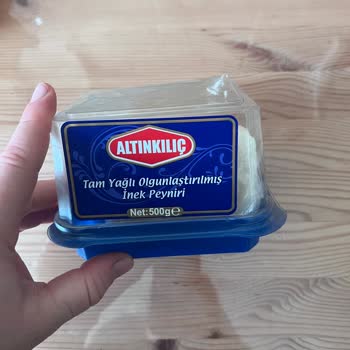 ALTINKILIÇ
Tam Yağlı Olgunlaştırılmış
İnek Peyniri
Net:500g℮